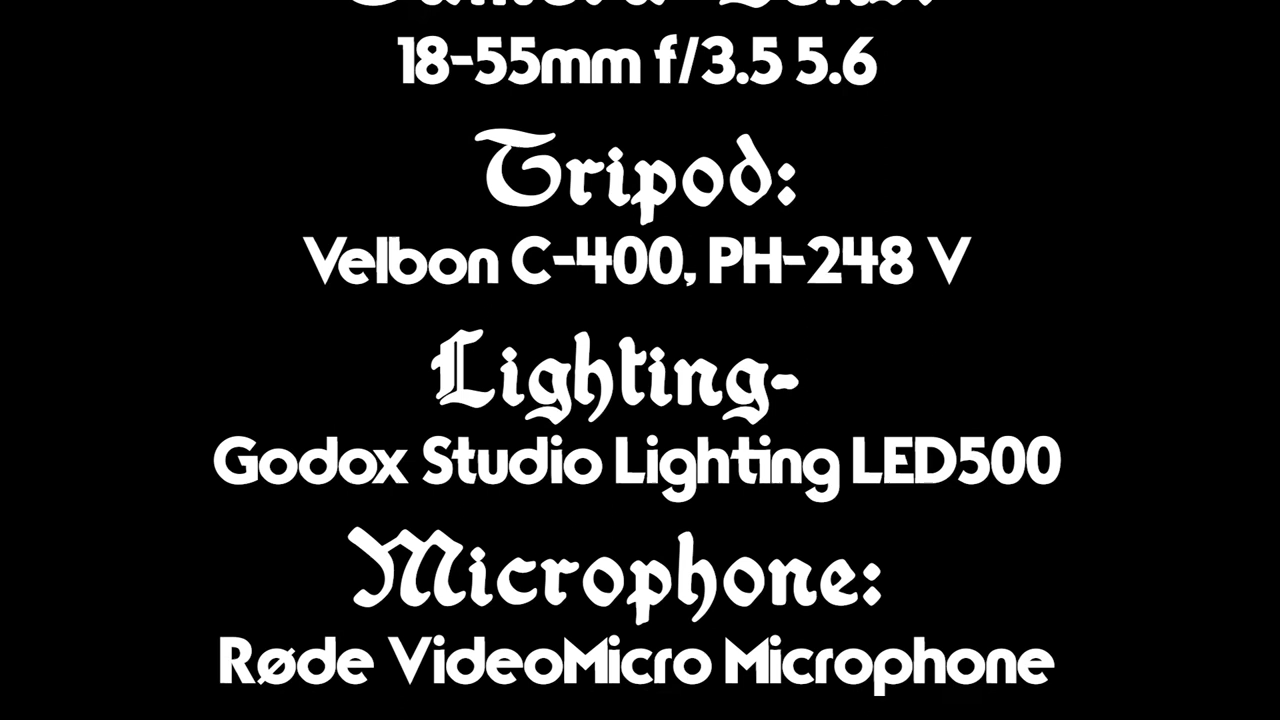 18-55mm f/3.5 5.6
Tripod:
Velbon C-400, PH-248 V
Lighting-
Godox Studio Lighting LED500
Microphone:
Røde VideoMicro Microphone